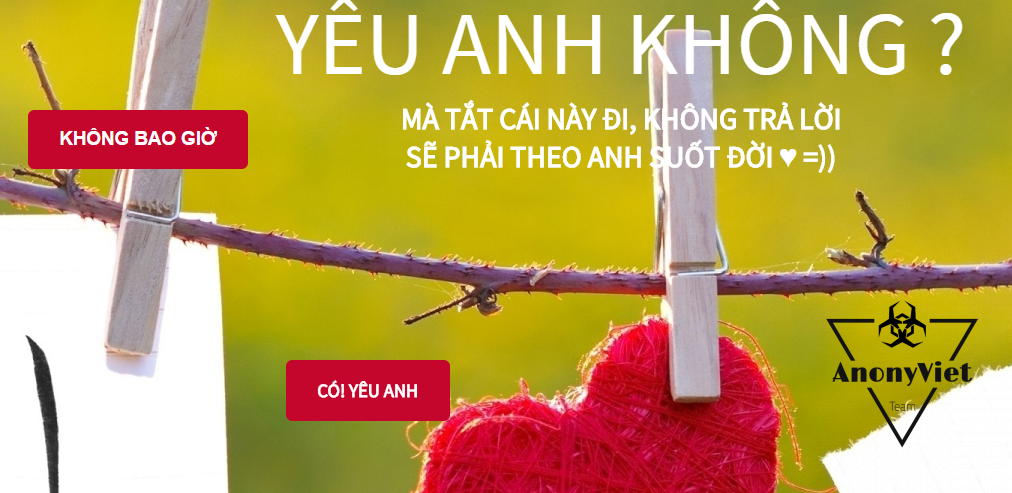 YÊU ANH KHÔNG ?
MÀ TẮT CÁI NÀY ĐI, KHÔNG TRẢ LỜI
SẼ PHẢI THEO ANH SUỐT ĐỜI ♥ =))
KHÔNG BAO GIỜ
CÓ! YÊU ANH
AnonyViet
Team